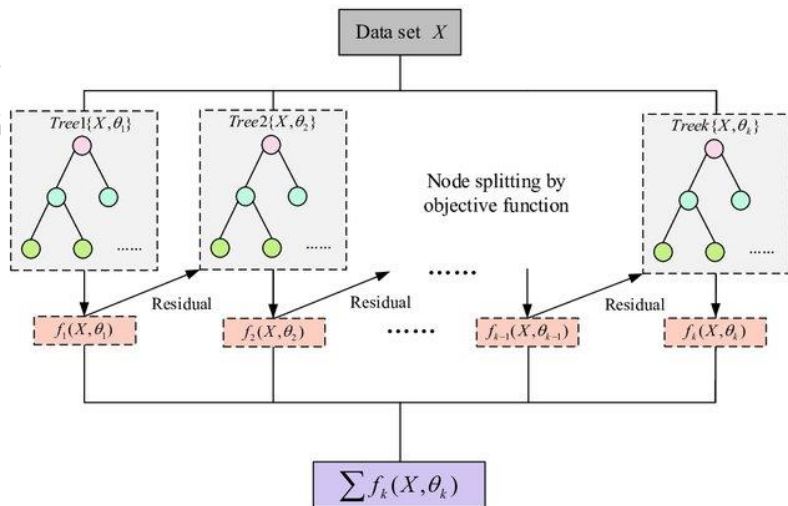 Data set X
Tree1{X,θ₁}
Tree2{X,θ₂}
Treek{X,θₖ}
Node splitting by
objective function
......
......
......
......
Residual
Residual
Residual
f₁(X,θ₁)
f₂(X,θ₂)
......
fₖ₋₁(X,θₖ₋₁)
fₖ(X,θₖ)
∑ fₖ(X,θₖ)